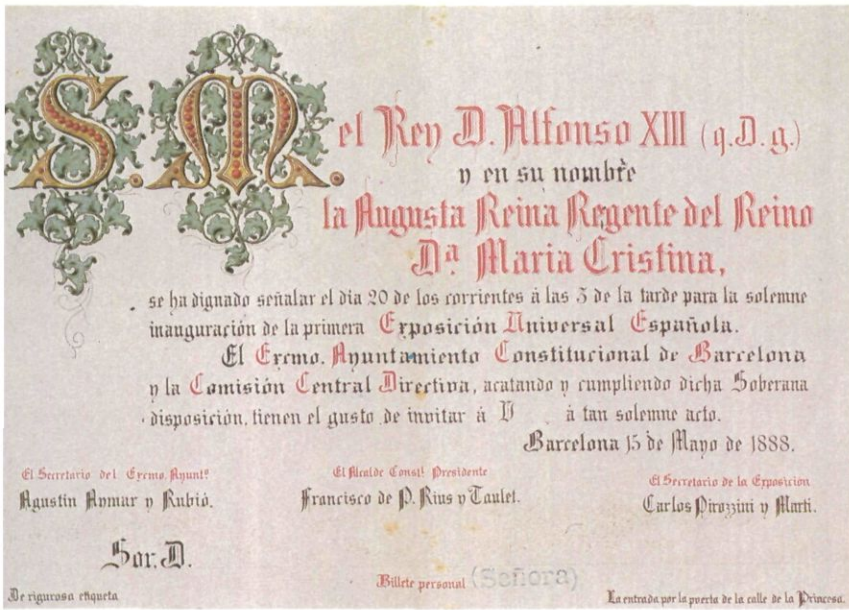 S. M. el Rey D. Alfonso XIII (q. D. g.)
y en su nombre
la Augusta Reina Regente del Reino
Dª Maria Cristina,
se ha dignado señalar el dia 20 de los corrientes á las 3 de la tarde para la solemne
inauguración de la primera Exposición Universal Española.
El Excmo. Ayuntamiento Constitucional de Barcelona
y la Comisión Central Directiva, acatando y cumpliendo dicha Soberana
disposición, tienen el gusto de invitar á V á tan solemne acto.
Barcelona 15 de Mayo de 1888.
El Secretario del Excmo. Ayuntº
Agustin Aymar y Rubió.
El Alcalde Constl. Presidente
Francisco de P. Rius y Taulet.
El Secretario de la Exposición
Carlos Pirozzini y Marti.
Sor. D.
Billete personal (Señora)
De rigurosa etiqueta
La entrada por la puerta de la calle de la Princesa.